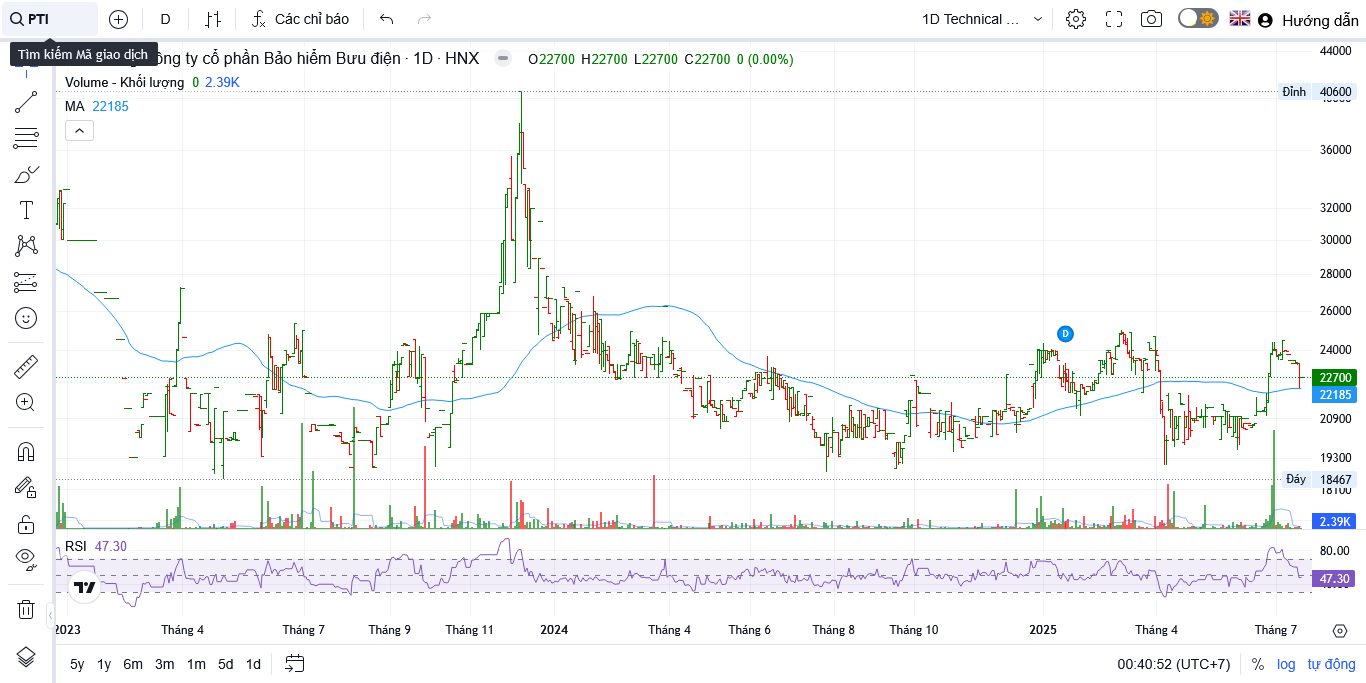 PTI
D
Các chỉ báo
1D Technical ...
Hướng dẫn
Tìm kiếm Mã giao dịch
ông ty cổ phần Bảo hiểm Bưu điện · 1D · HNX
O22700 H22700 L22700 C22700 0 (0.00%)
Volume - Khối lượng 0 2.39K
MA 22185
44000
Đỉnh 40600
36000
32000
30000
28000
26000
D
24000
22700
22185
20900
19300
Đáy 18467
18100
2.39K
RSI 47.30
80.00
47.30
2023 Tháng 4 Tháng 7 Tháng 9 Tháng 11 2024 Tháng 4 Tháng 6 Tháng 8 Tháng 10 2025 Tháng 4 Tháng 7
5y 1y 6m 3m 1m 5d 1d
00:40:52 (UTC+7) % log tự động